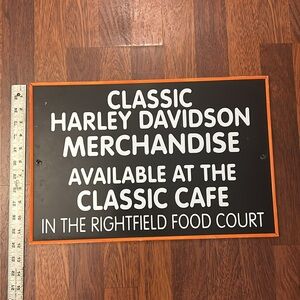 CLASSIC
HARLEY DAVIDSON
MERCHANDISE
AVAILABLE AT THE
CLASSIC CAFE
IN THE RIGHTFIELD FOOD COURT